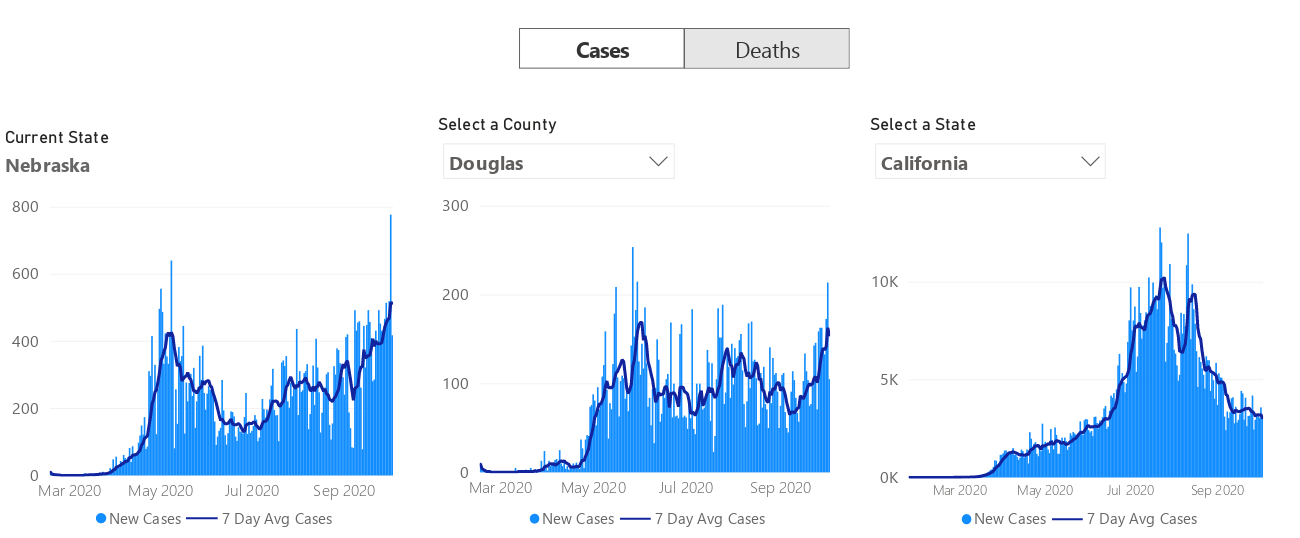 Cases Deaths
Current State
Nebraska
Select a County
Douglas
Select a State
California
800
600
400
200
0
Mar 2020 May 2020 Jul 2020 Sep 2020
New Cases 7 Day Avg Cases
300
200
100
0
Mar 2020 May 2020 Jul 2020 Sep 2020
New Cases 7 Day Avg Cases
10K
5K
0K
Mar 2020 May 2020 Jul 2020 Sep 2020
New Cases 7 Day Avg Cases